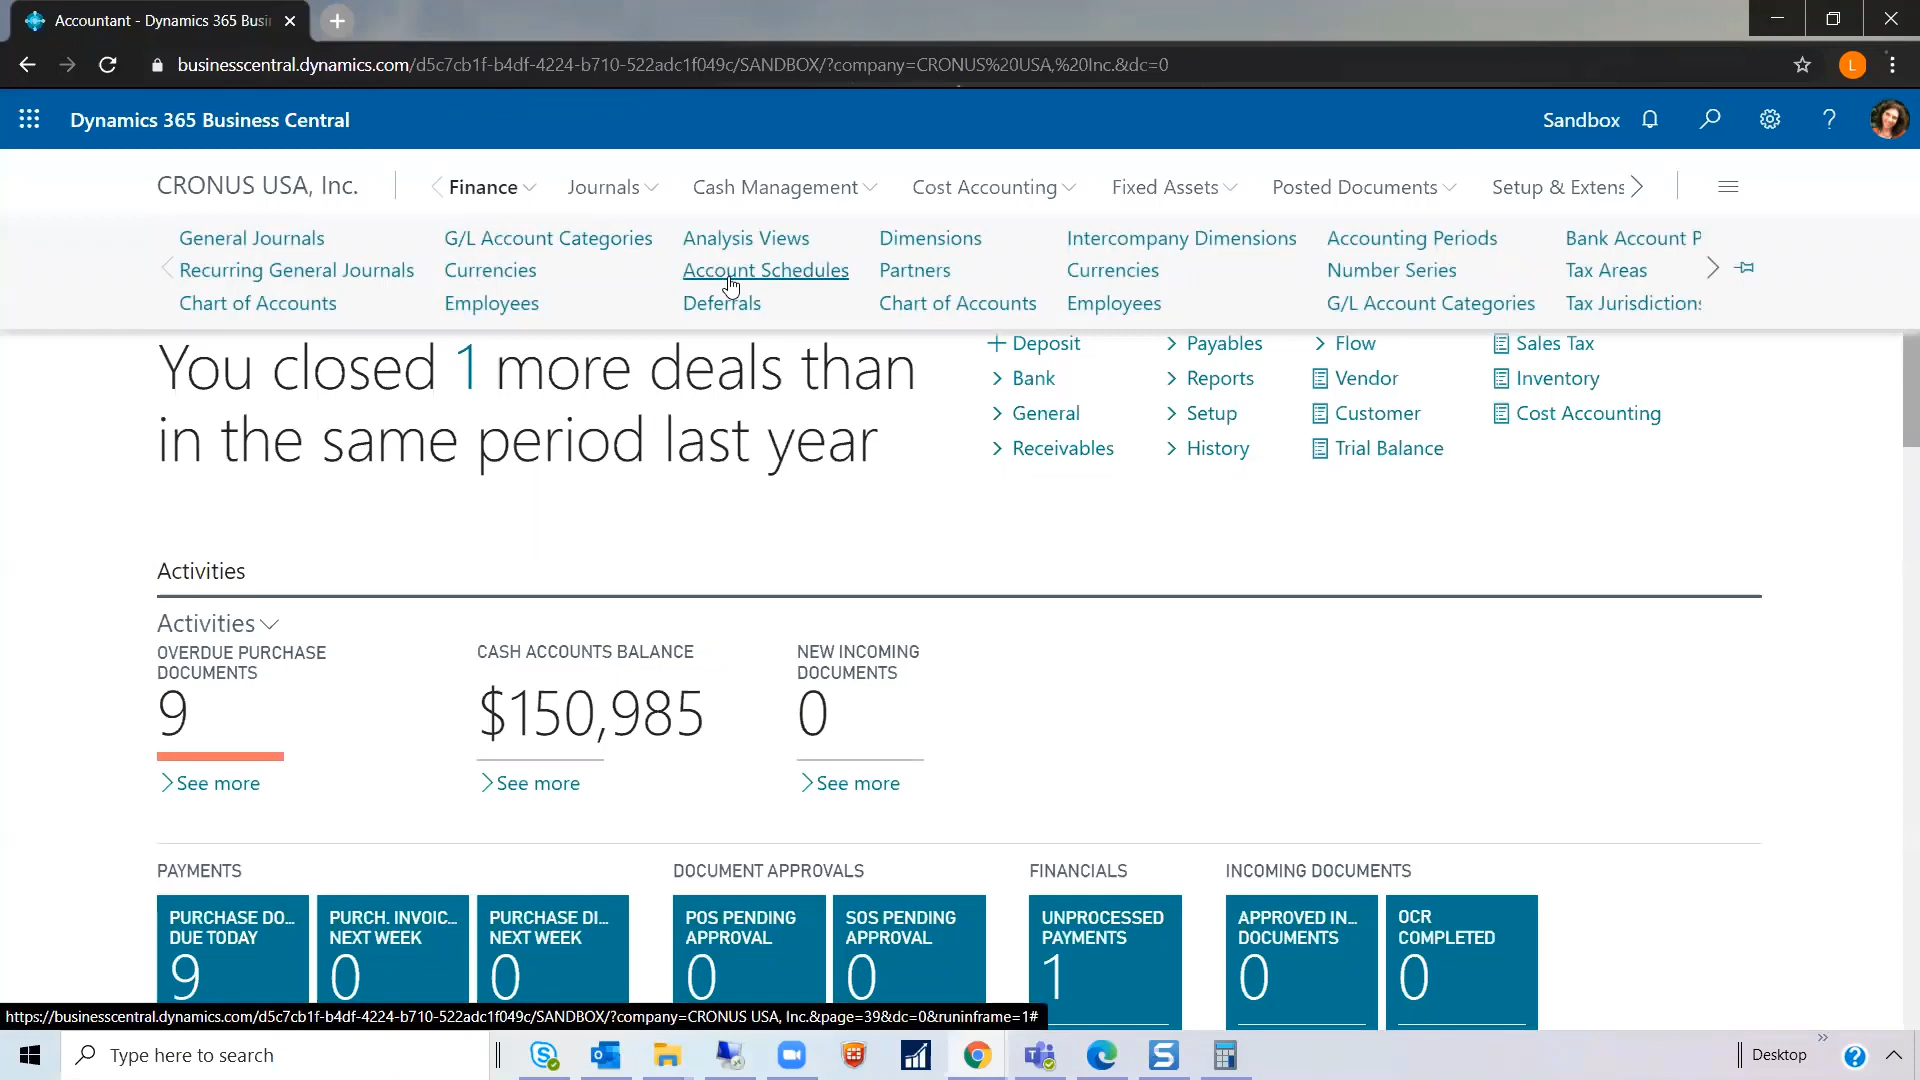 Accountant - Dynamics 365 Busi
businesscentral.dynamics.com/d5c7cb1f-b4df-4224-b710-522adc1f049c/SANDBOX/?company=CRONUS%20USA,%20Inc.&dc=0
L
Dynamics 365 Business Central
Sandbox
?
CRONUS USA, Inc.
Finance
Journals
Cash Management
Cost Accounting
Fixed Assets
Posted Documents
Setup & Extens
General Journals
G/L Account Categories
Analysis Views
Dimensions
Intercompany Dimensions
Accounting Periods
Bank Account P
Recurring General Journals
Currencies
Account Schedules
Partners
Currencies
Number Series
Tax Areas
Chart of Accounts
Employees
Deferrals
Chart of Accounts
Employees
G/L Account Categories
Tax Jurisdictions
You closed 1 more deals than
in the same period last year
Deposit
Payables
Flow
Sales Tax
Bank
Reports
Vendor
Inventory
General
Setup
Customer
Cost Accounting
Receivables
History
Trial Balance
Activities
Activities
OVERDUE PURCHASE
DOCUMENTS
9
See more
CASH ACCOUNTS BALANCE
$150,985
See more
NEW INCOMING
DOCUMENTS
0
See more
PAYMENTS
DOCUMENT APPROVALS
FINANCIALS
INCOMING DOCUMENTS
PURCHASE DO...
DUE TODAY
9
PURCH. INVOIC...
NEXT WEEK
0
PURCHASE DI...
NEXT WEEK
0
POS PENDING
APPROVAL
0
SOS PENDING
APPROVAL
0
UNPROCESSED
PAYMENTS
1
APPROVED IN...
DOCUMENTS
0
OCR
COMPLETED
0
https://businesscentral.dynamics.com/d5c7cb1f-b4df-4224-b710-522adc1f049c/SANDBOX/?company=CRONUS USA, Inc.&page=39&dc=0&runinframe=1#
Type here to search
Desktop